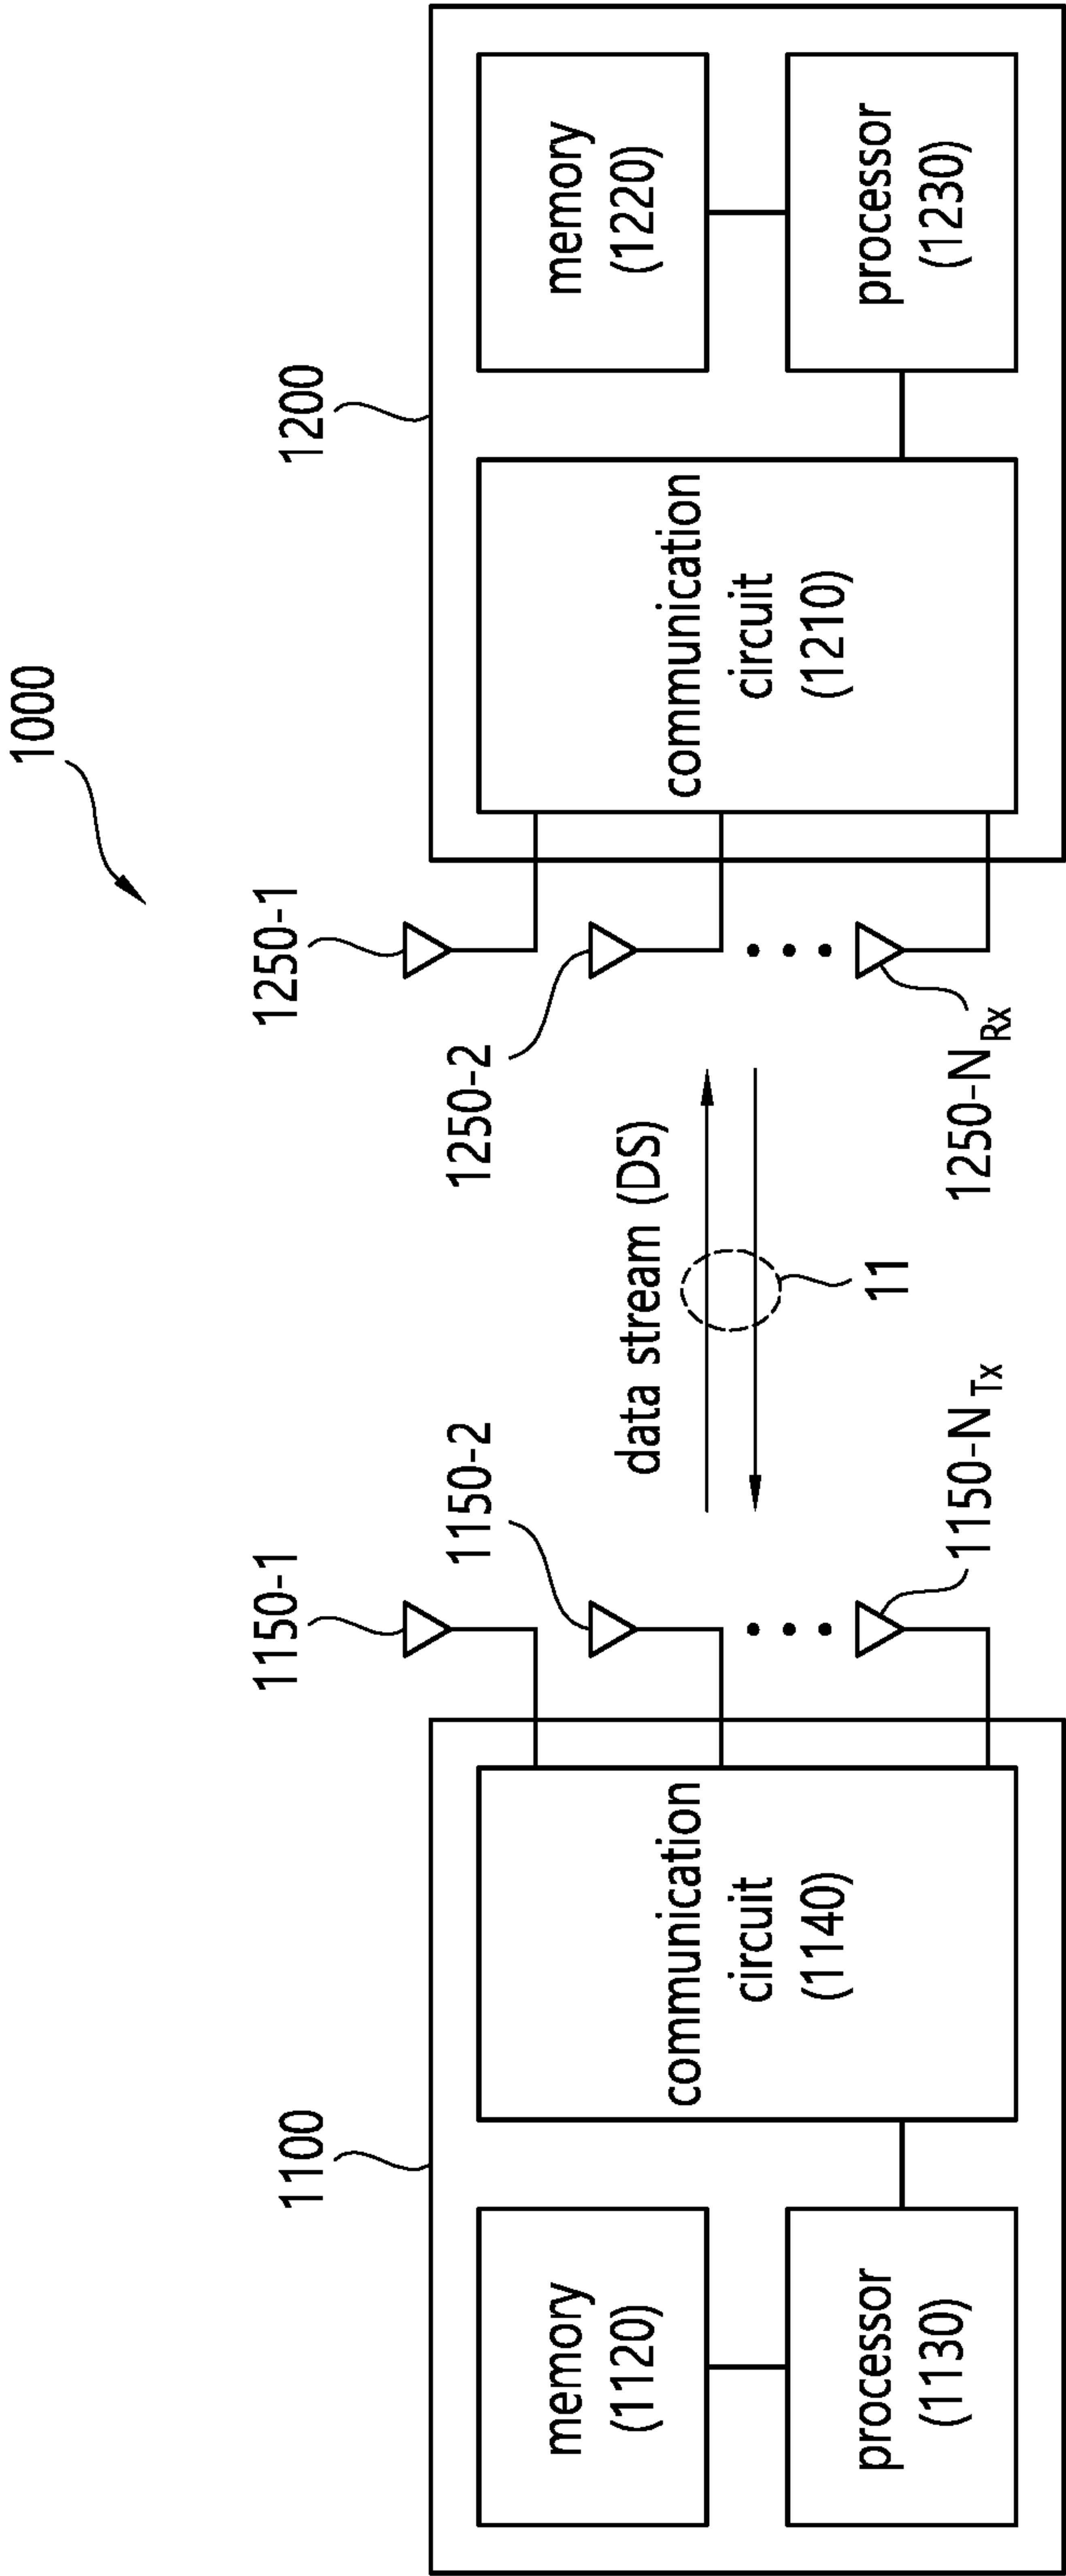 1000
1100
1200
1150-1
1250-1
1150-2
1250-2
memory
(1120)
processor
(1130)
communication
circuit
(1140)
data stream (DS)
11
1150-N_Tx
1250-N_Rx
communication
circuit
(1210)
memory
(1220)
processor
(1230)